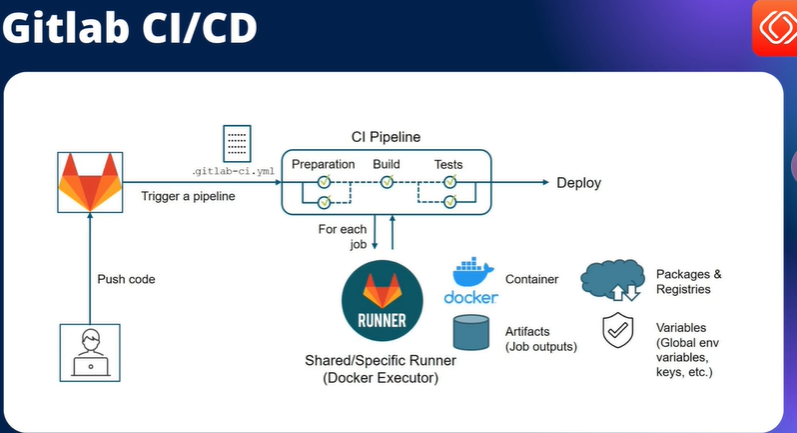 Gitlab CI/CD
CI Pipeline
.gitlab-ci.yml
Preparation Build Tests
Trigger a pipeline
Deploy
For each
job
Push code
RUNNER
Shared/Specific Runner
(Docker Executor)
docker
Container
Artifacts
(Job outputs)
Packages &
Registries
Variables
(Global env
variables,
keys, etc.)